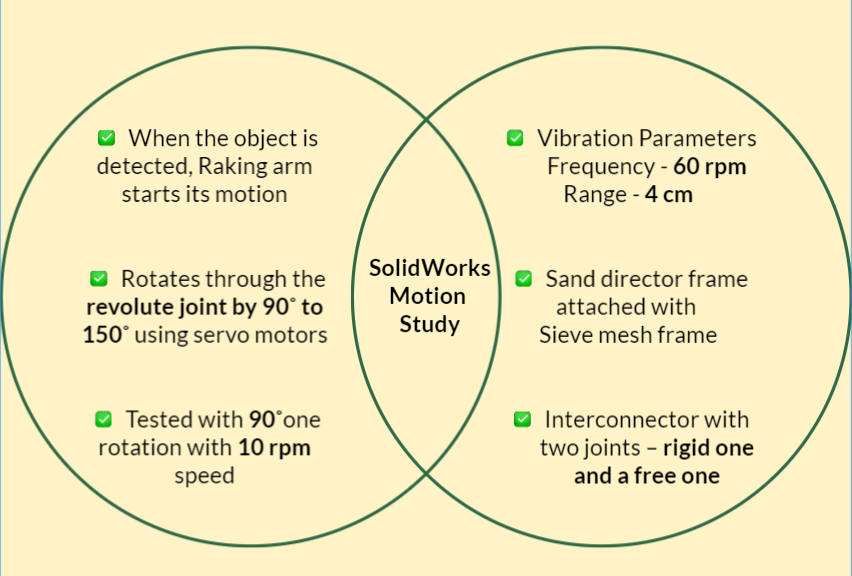 ✅ When the object is
detected, Raking arm
starts its motion
✅ Rotates through the
revolute joint by 90˚ to
150˚ using servo motors
✅ Tested with 90˚one
rotation with 10 rpm
speed
SolidWorks
Motion
Study
✅ Vibration Parameters
Frequency - 60 rpm
Range - 4 cm
✅ Sand director frame
attached with
Sieve mesh frame
✅ Interconnector with
two joints – rigid one
and a free one